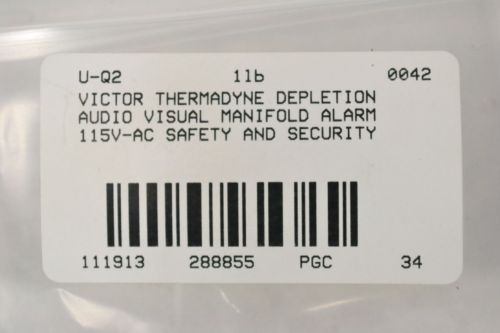 U-Q2 1lb 0042
VICTOR THERMADYNE DEPLETION
AUDIO VISUAL MANIFOLD ALARM
115V-AC SAFETY AND SECURITY
111913 288855 PGC 34